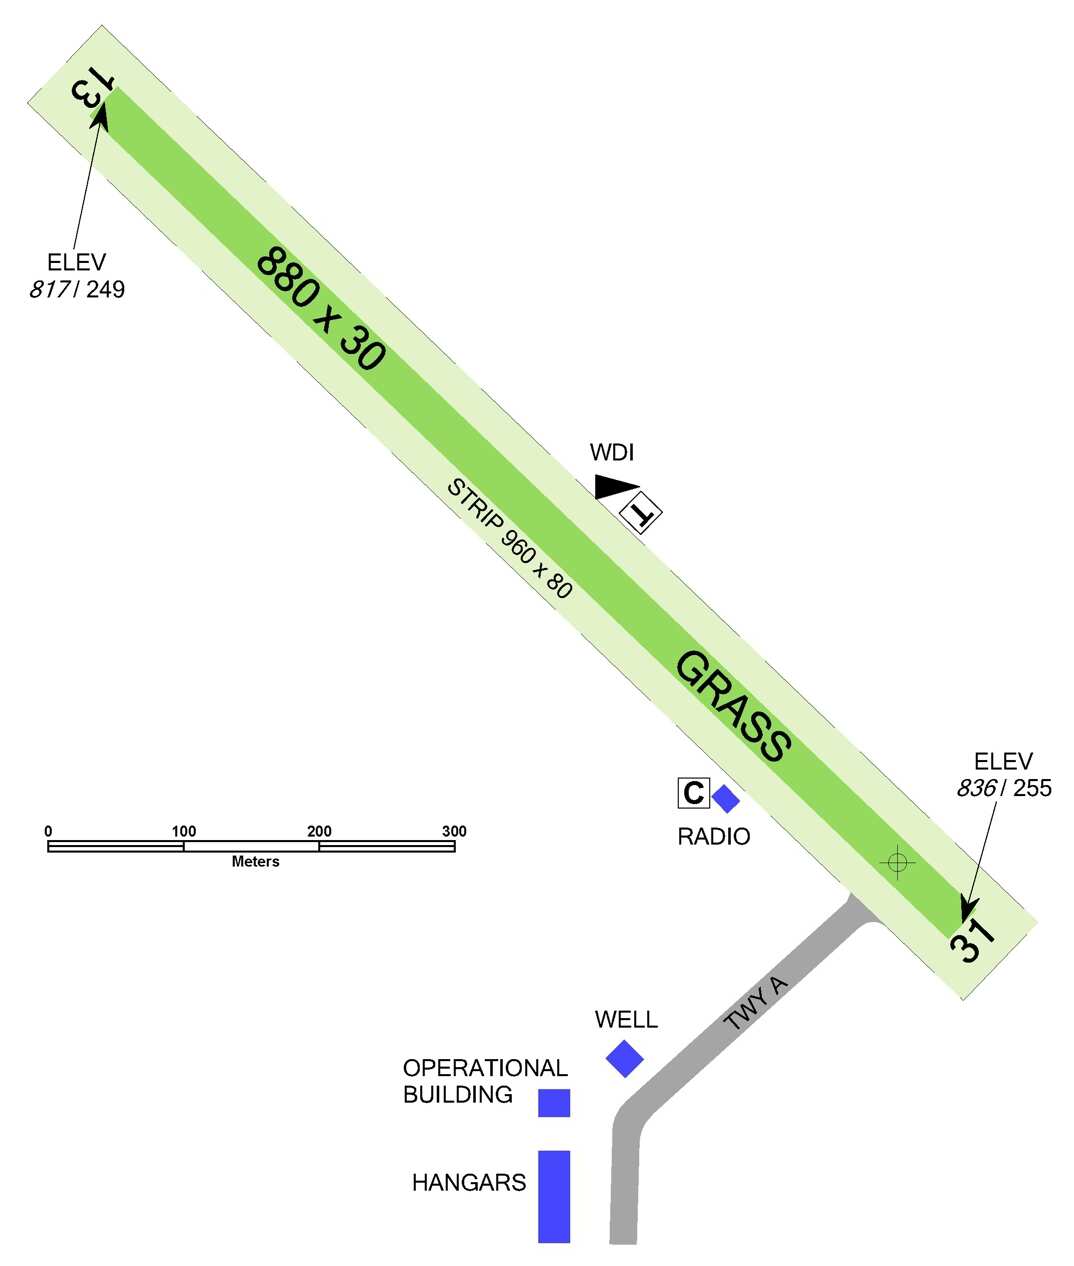 13
ELEV
817 / 249
880 x 30
WDI
T
STRIP 960 x 80
GRASS
ELEV
836 / 255
C
RADIO
0 100 200 300
Meters
31
TWY A
WELL
OPERATIONAL
BUILDING
HANGARS